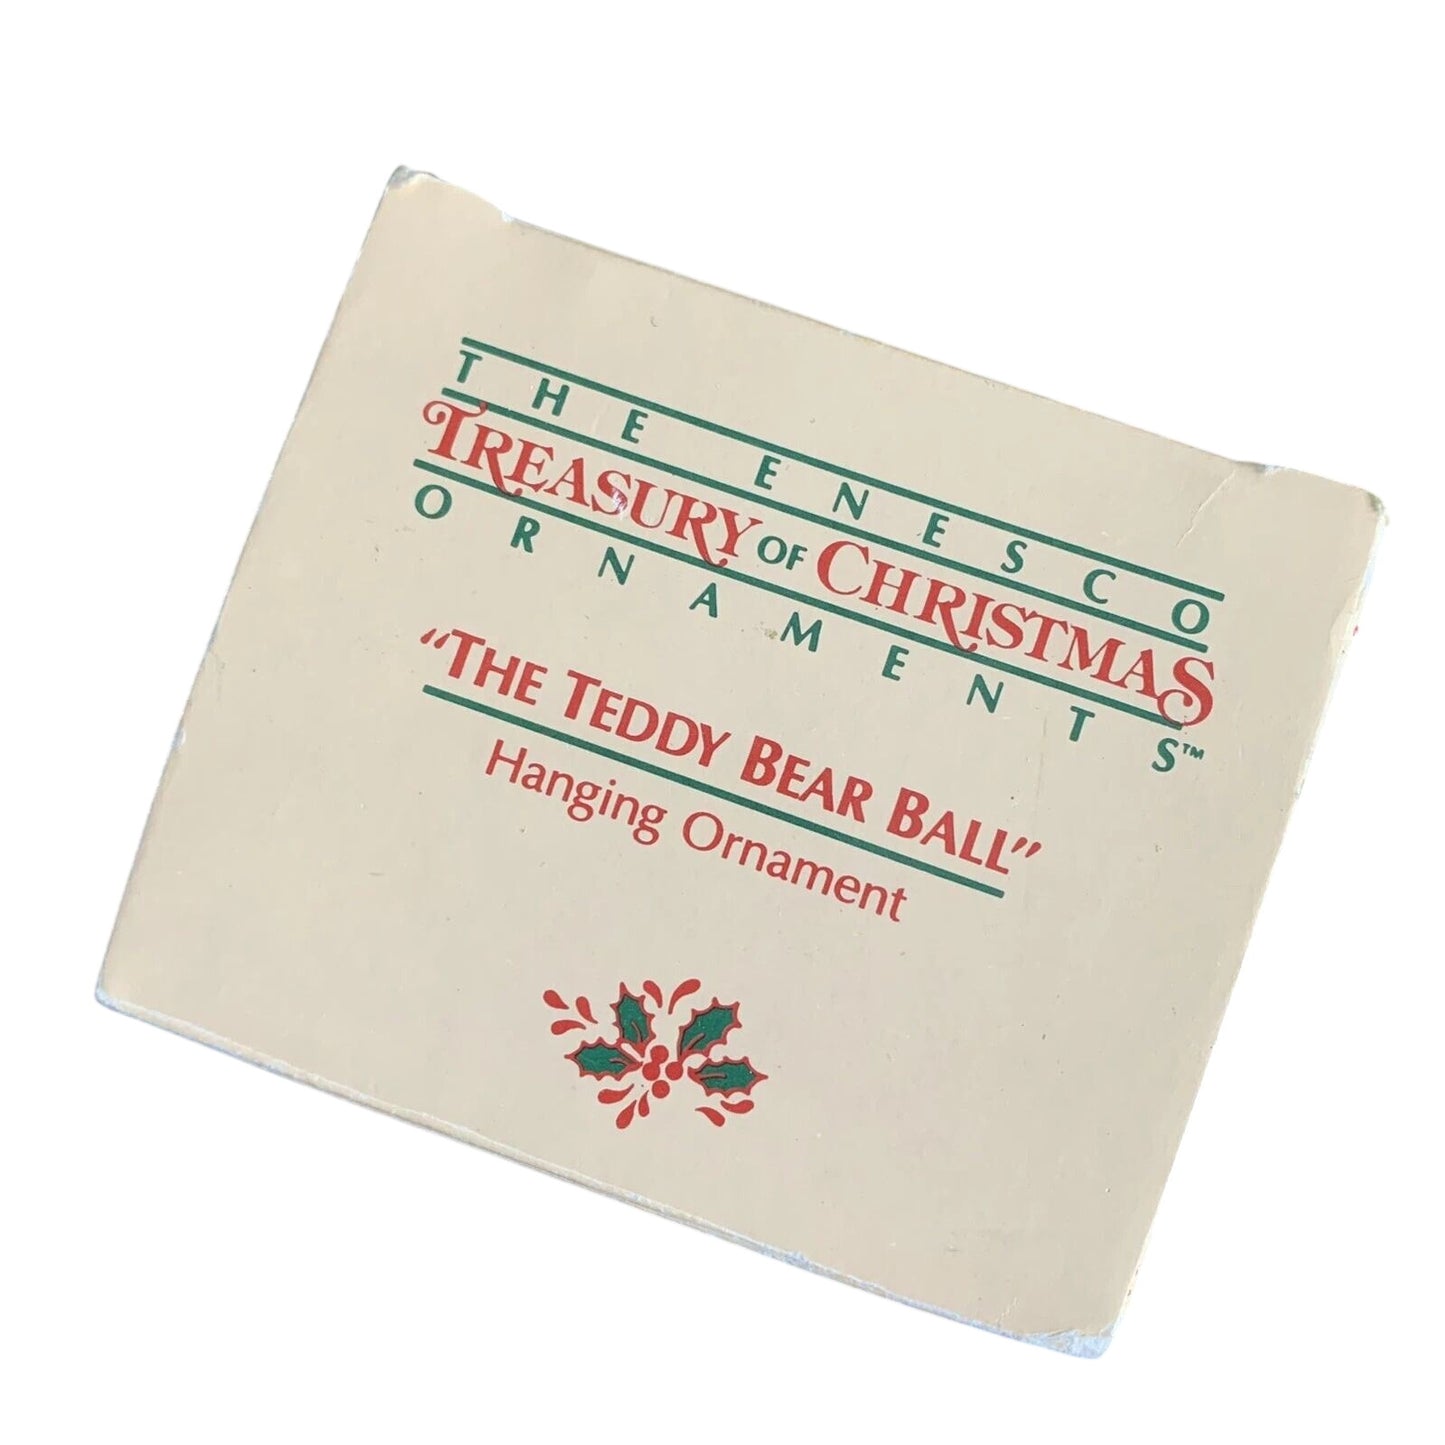 THE ENESCO
TREASURY OF CHRISTMAS
ORNAMENTS™
"THE TEDDY BEAR BALL"
Hanging Ornament